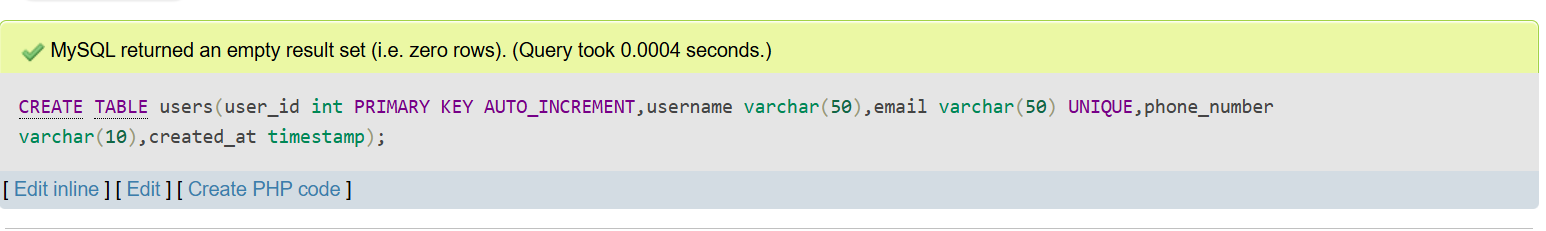 MySQL returned an empty result set (i.e. zero rows). (Query took 0.0004 seconds.)
CREATE TABLE users(user_id int PRIMARY KEY AUTO_INCREMENT,username varchar(50),email varchar(50) UNIQUE,phone_number
varchar(10),created_at timestamp);
[ Edit inline ] [ Edit ] [ Create PHP code ]